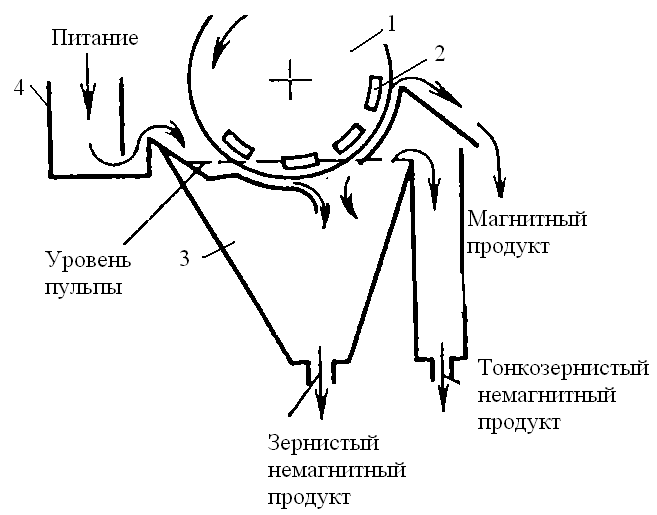 Питание
1
2
4
Уровень
пульпы
3
Магнитный
продукт
Тонкозернистый
немагнитный
продукт
Зернистый
немагнитный
продукт